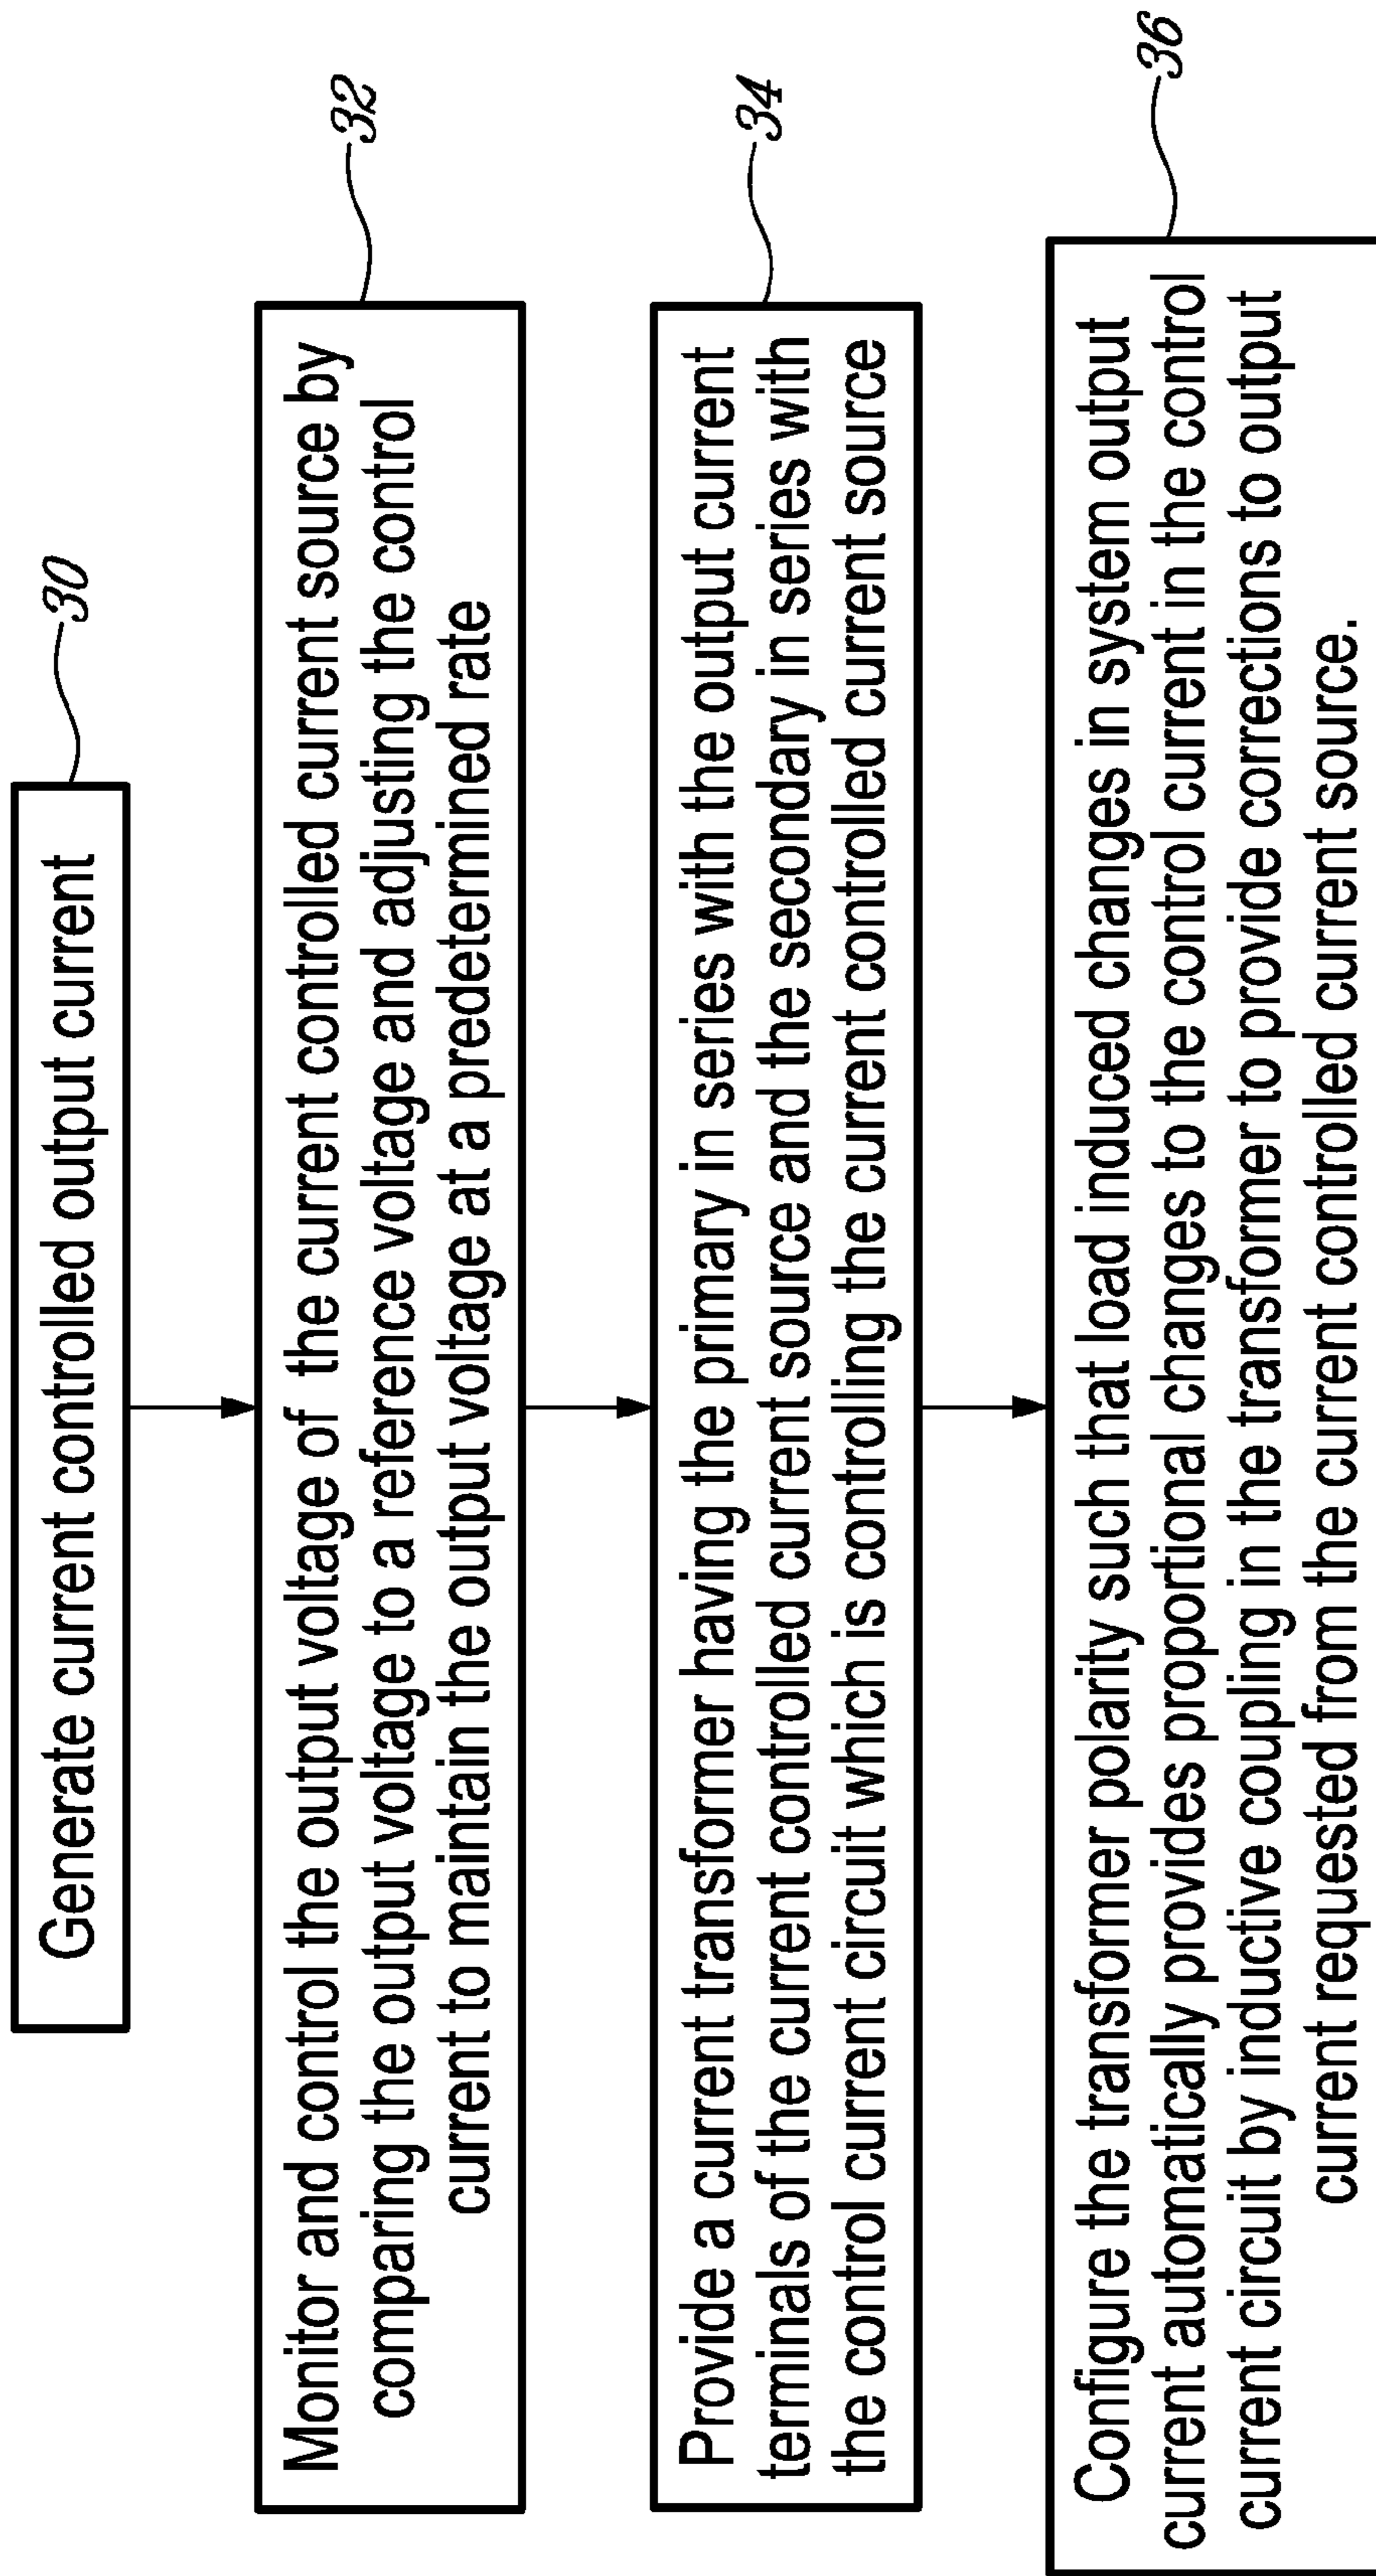 Generate current controlled output current
30
Monitor and control the output voltage of the current controlled current source by
comparing the output voltage to a reference voltage and adjusting the control
current to maintain the output voltage at a predetermined rate
32
Provide a current transformer having the primary in series with the output current
terminals of the current controlled current source and the secondary in series with
the control current circuit which is controlling the current controlled current source
34
Configure the transformer polarity such that load induced changes in system output
current automatically provides proportional changes to the control current in the control
current circuit by inductive coupling in the transformer to provide corrections to output
current requested from the current controlled current source.
36